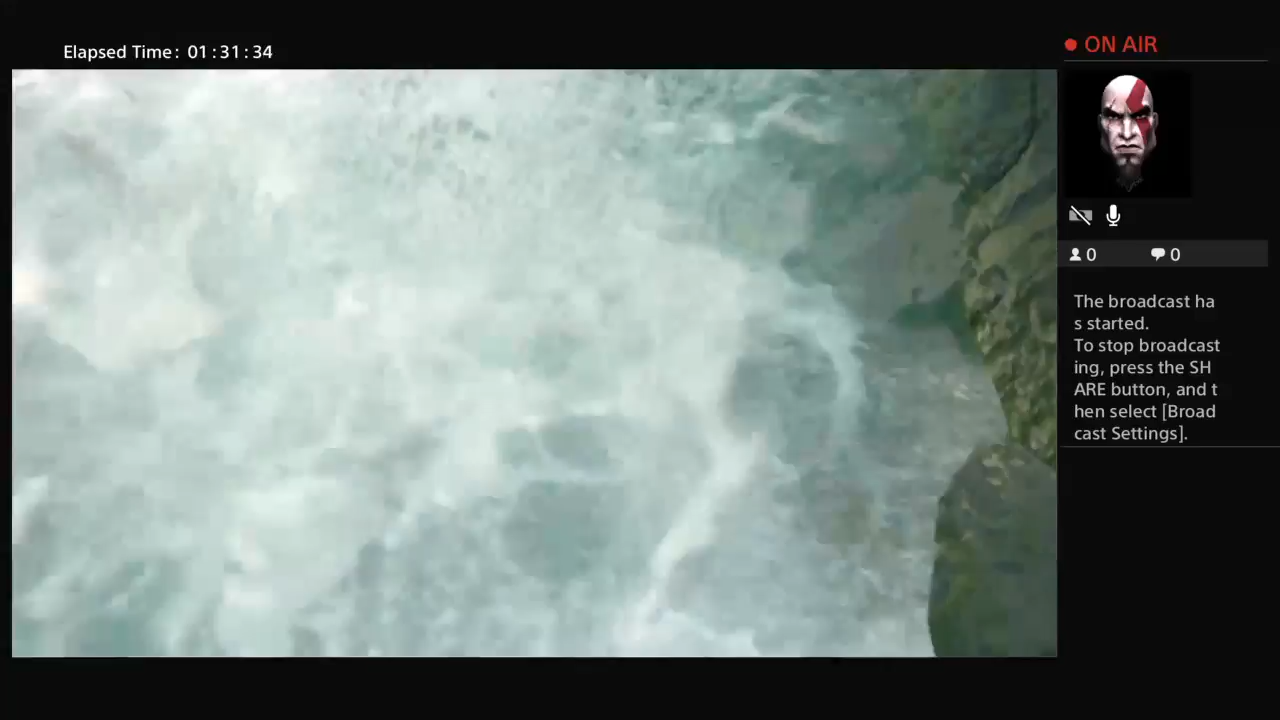 Elapsed Time: 01:31:34
ON AIR
0 0
The broadcast ha
s started.
To stop broadcast
ing, press the SH
ARE button, and t
hen select [Broad
cast Settings].